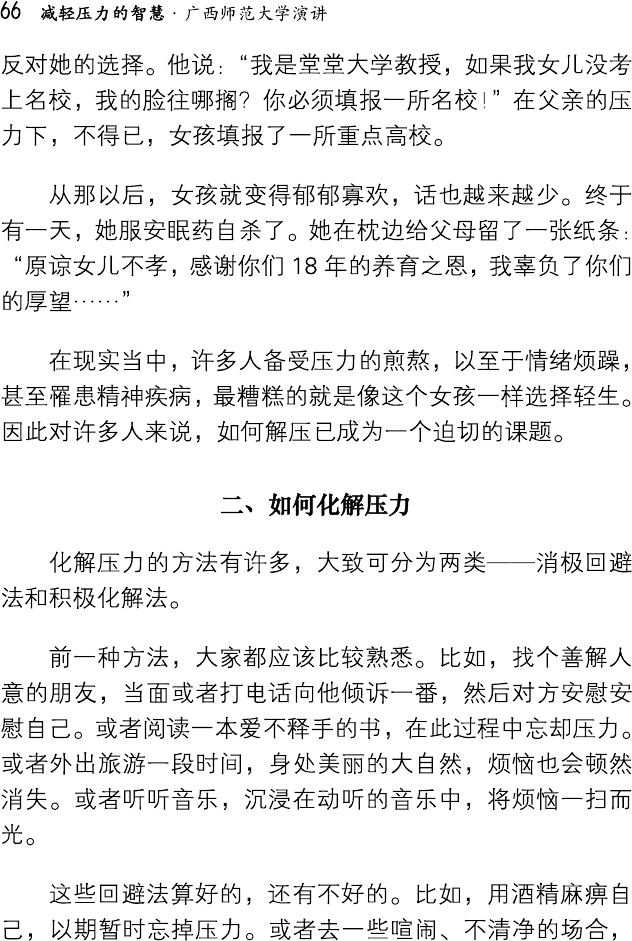 66 减轻压力的智慧·广西师范大学演讲
反对她的选择。他说：“我是堂堂大学教授，如果我女儿没考
上名校，我的脸往哪搁？你必须填报一所名校！”在父亲的压
力下，不得已，女孩填报了一所重点高校。
从那以后，女孩就变得郁郁寡欢，话也越来越少。终于
有一天，她服安眠药自杀了。她在枕边给父母留了一张纸条：
“原谅女儿不孝，感谢你们 18 年的养育之恩，我辜负了你们
的厚望……”
在现实当中，许多人备受压力的煎熬，以至于情绪烦躁，
甚至罹患精神疾病，最糟糕的就是像这个女孩一样选择轻生。
因此对许多人来说，如何解压已成为一个迫切的课题。
二、如何化解压力
化解压力的方法有许多，大致可分为两类——消极回避
法和积极化解法。
前一种方法，大家都应该比较熟悉。比如，找个善解人
意的朋友，当面或者打电话向他倾诉一番，然后对方安慰安
慰自己。或者阅读一本爱不释手的书，在此过程中忘却压力。
或者外出旅游一段时间，身处美丽的大自然，烦恼也会顿然
消失。或者听听音乐，沉浸在动听的音乐中，将烦恼一扫而
光。
这些回避法算好的，还有不好的。比如，用酒精麻痹自
己，以期暂时忘掉压力。或者去一些喧闹、不清净的场合，